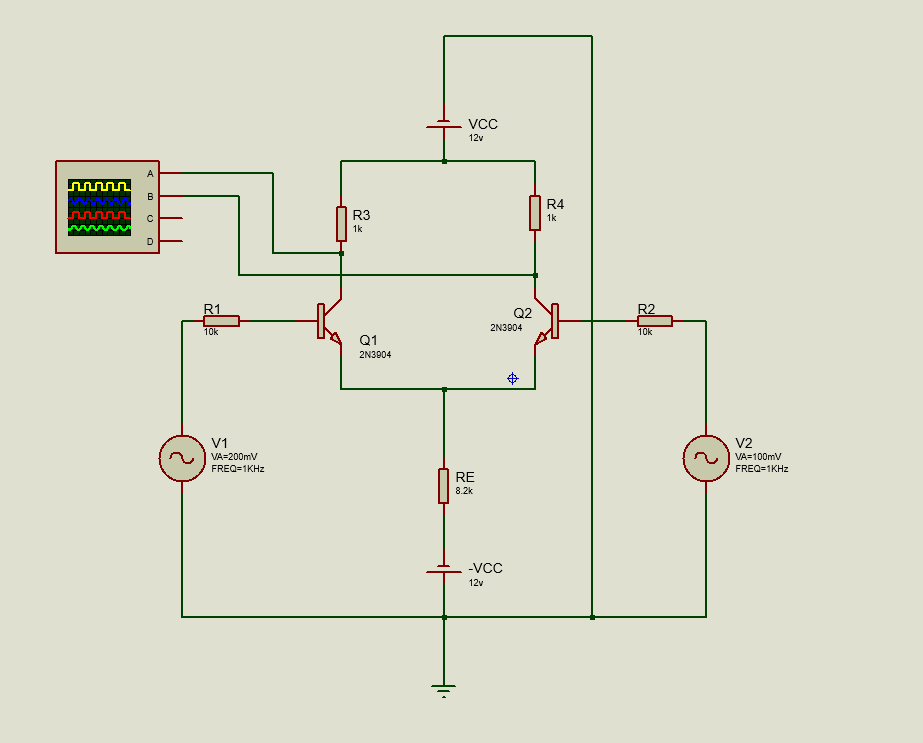 VCC
12v
A
B
C
D
R3
1k
R4
1k
R1
10k
Q1
2N3904
Q2
2N3904
R2
10k
V1
VA=200mV
FREQ=1KHz
V2
VA=100mV
FREQ=1KHz
RE
8.2k
-VCC
12v